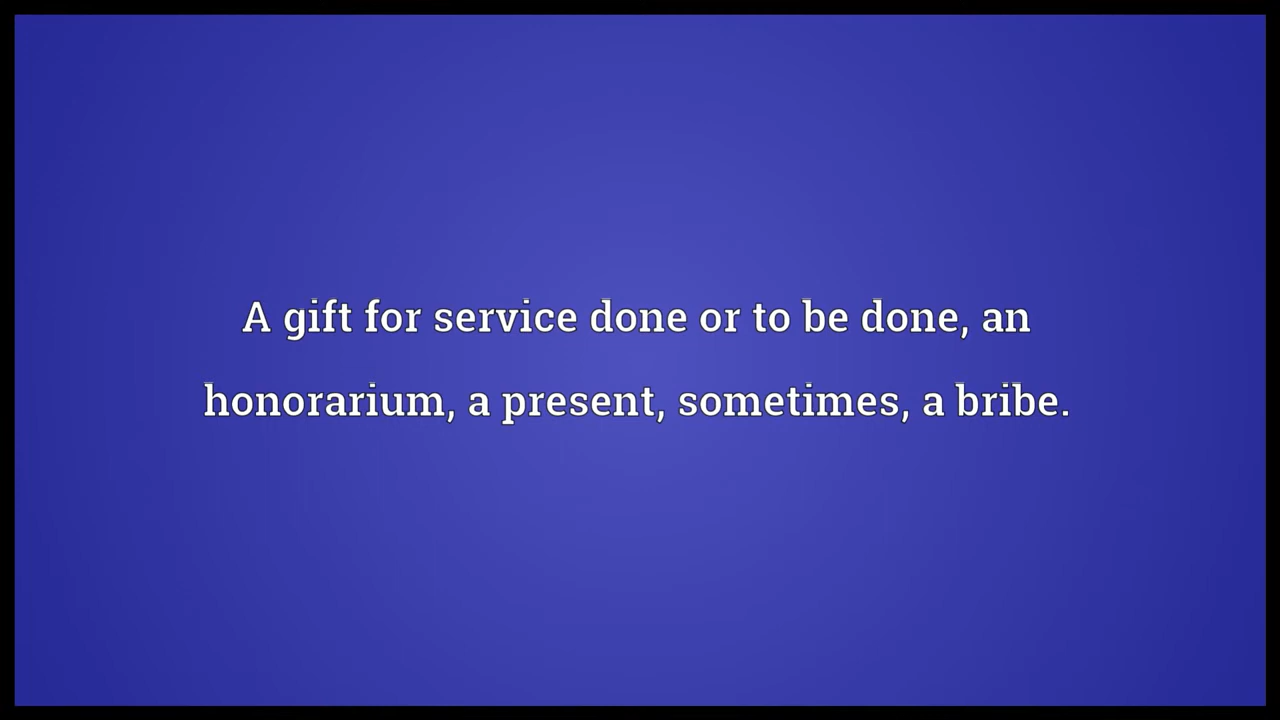 A gift for service done or to be done, an
honorarium, a present, sometimes, a bribe.